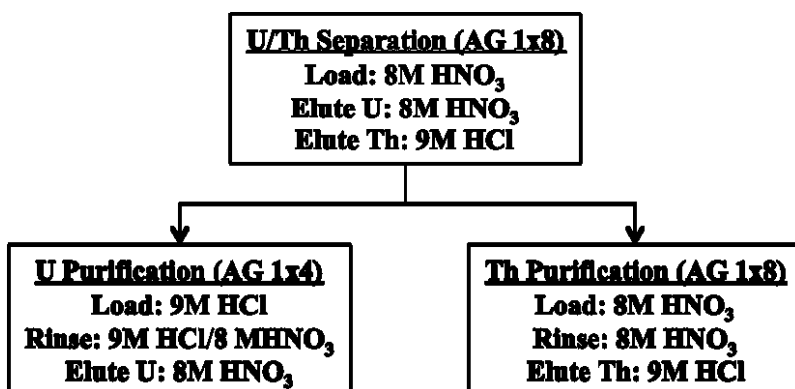 U/Th Separation (AG 1x8)
Load: 8M HNO₃
Elute U: 8M HNO₃
Elute Th: 9M HCl
U Purification (AG 1x4)
Load: 9M HCl
Rinse: 9M HCl/8 MHNO₃
Elute U: 8M HNO₃
Th Purification (AG 1x8)
Load: 8M HNO₃
Rinse: 8M HNO₃
Elute Th: 9M HCl